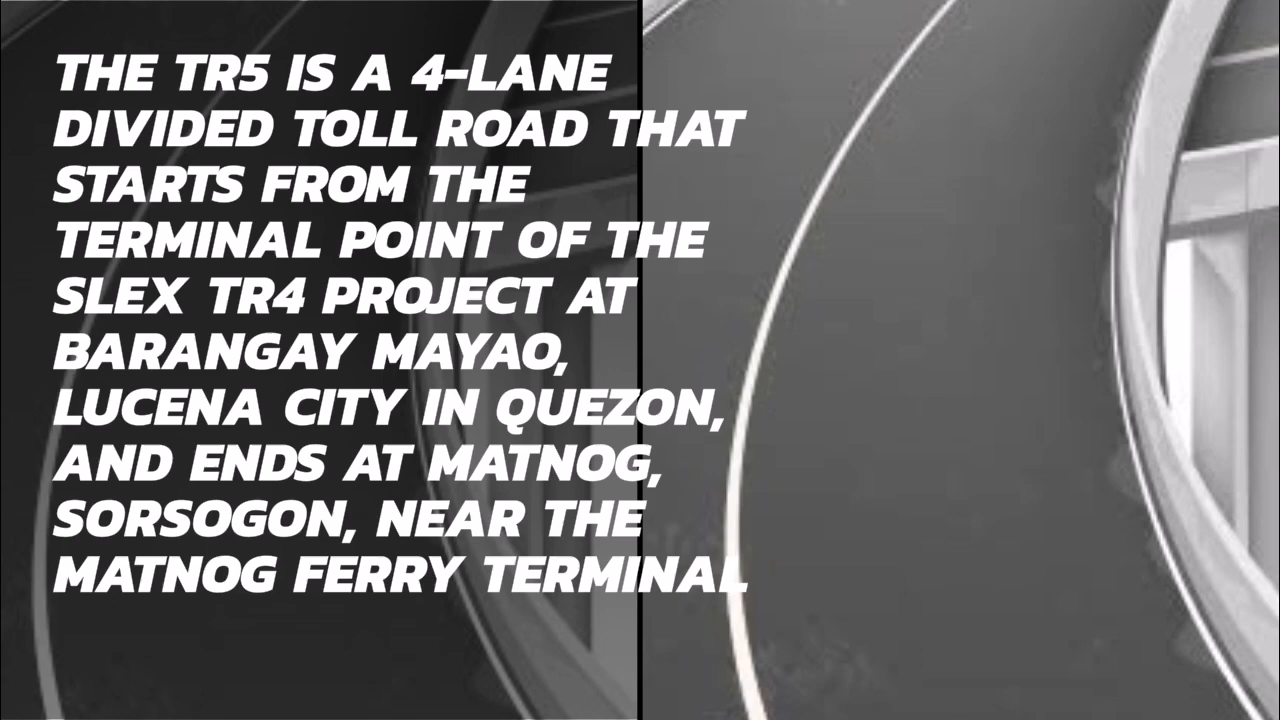 THE TR5 IS A 4-LANE
DIVIDED TOLL ROAD THAT
STARTS FROM THE
TERMINAL POINT OF THE
SLEX TR4 PROJECT AT
BARANGAY MAYAO,
LUCENA CITY IN QUEZON,
AND ENDS AT MATNOG,
SORSOGON, NEAR THE
MATNOG FERRY TERMINAL